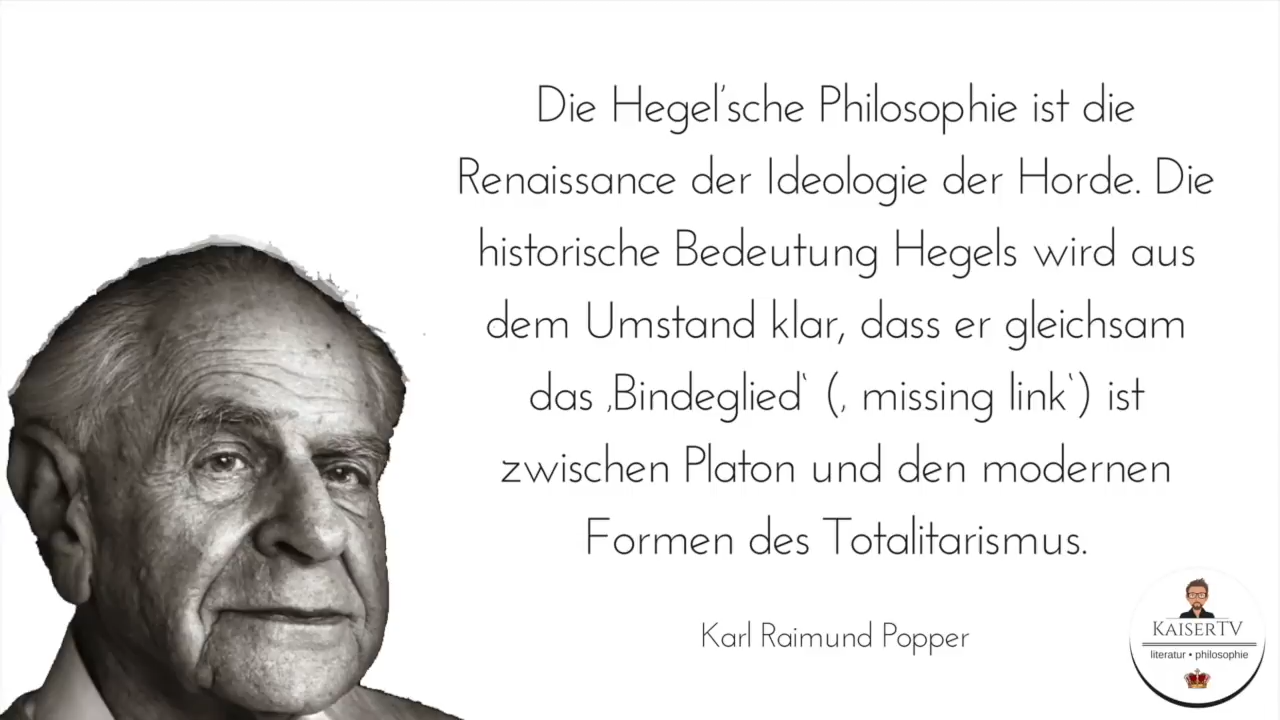 Die Hegel'sche Philosophie ist die
Renaissance der Ideologie der Horde. Die
historische Bedeutung Hegels wird aus
dem Umstand klar, dass er gleichsam
das ‚Bindeglied‛ (‚ missing link‛) ist
zwischen Platon und den modernen
Formen des Totalitarismus.
Karl Raimund Popper
KAISERTV
literatur • philosophie